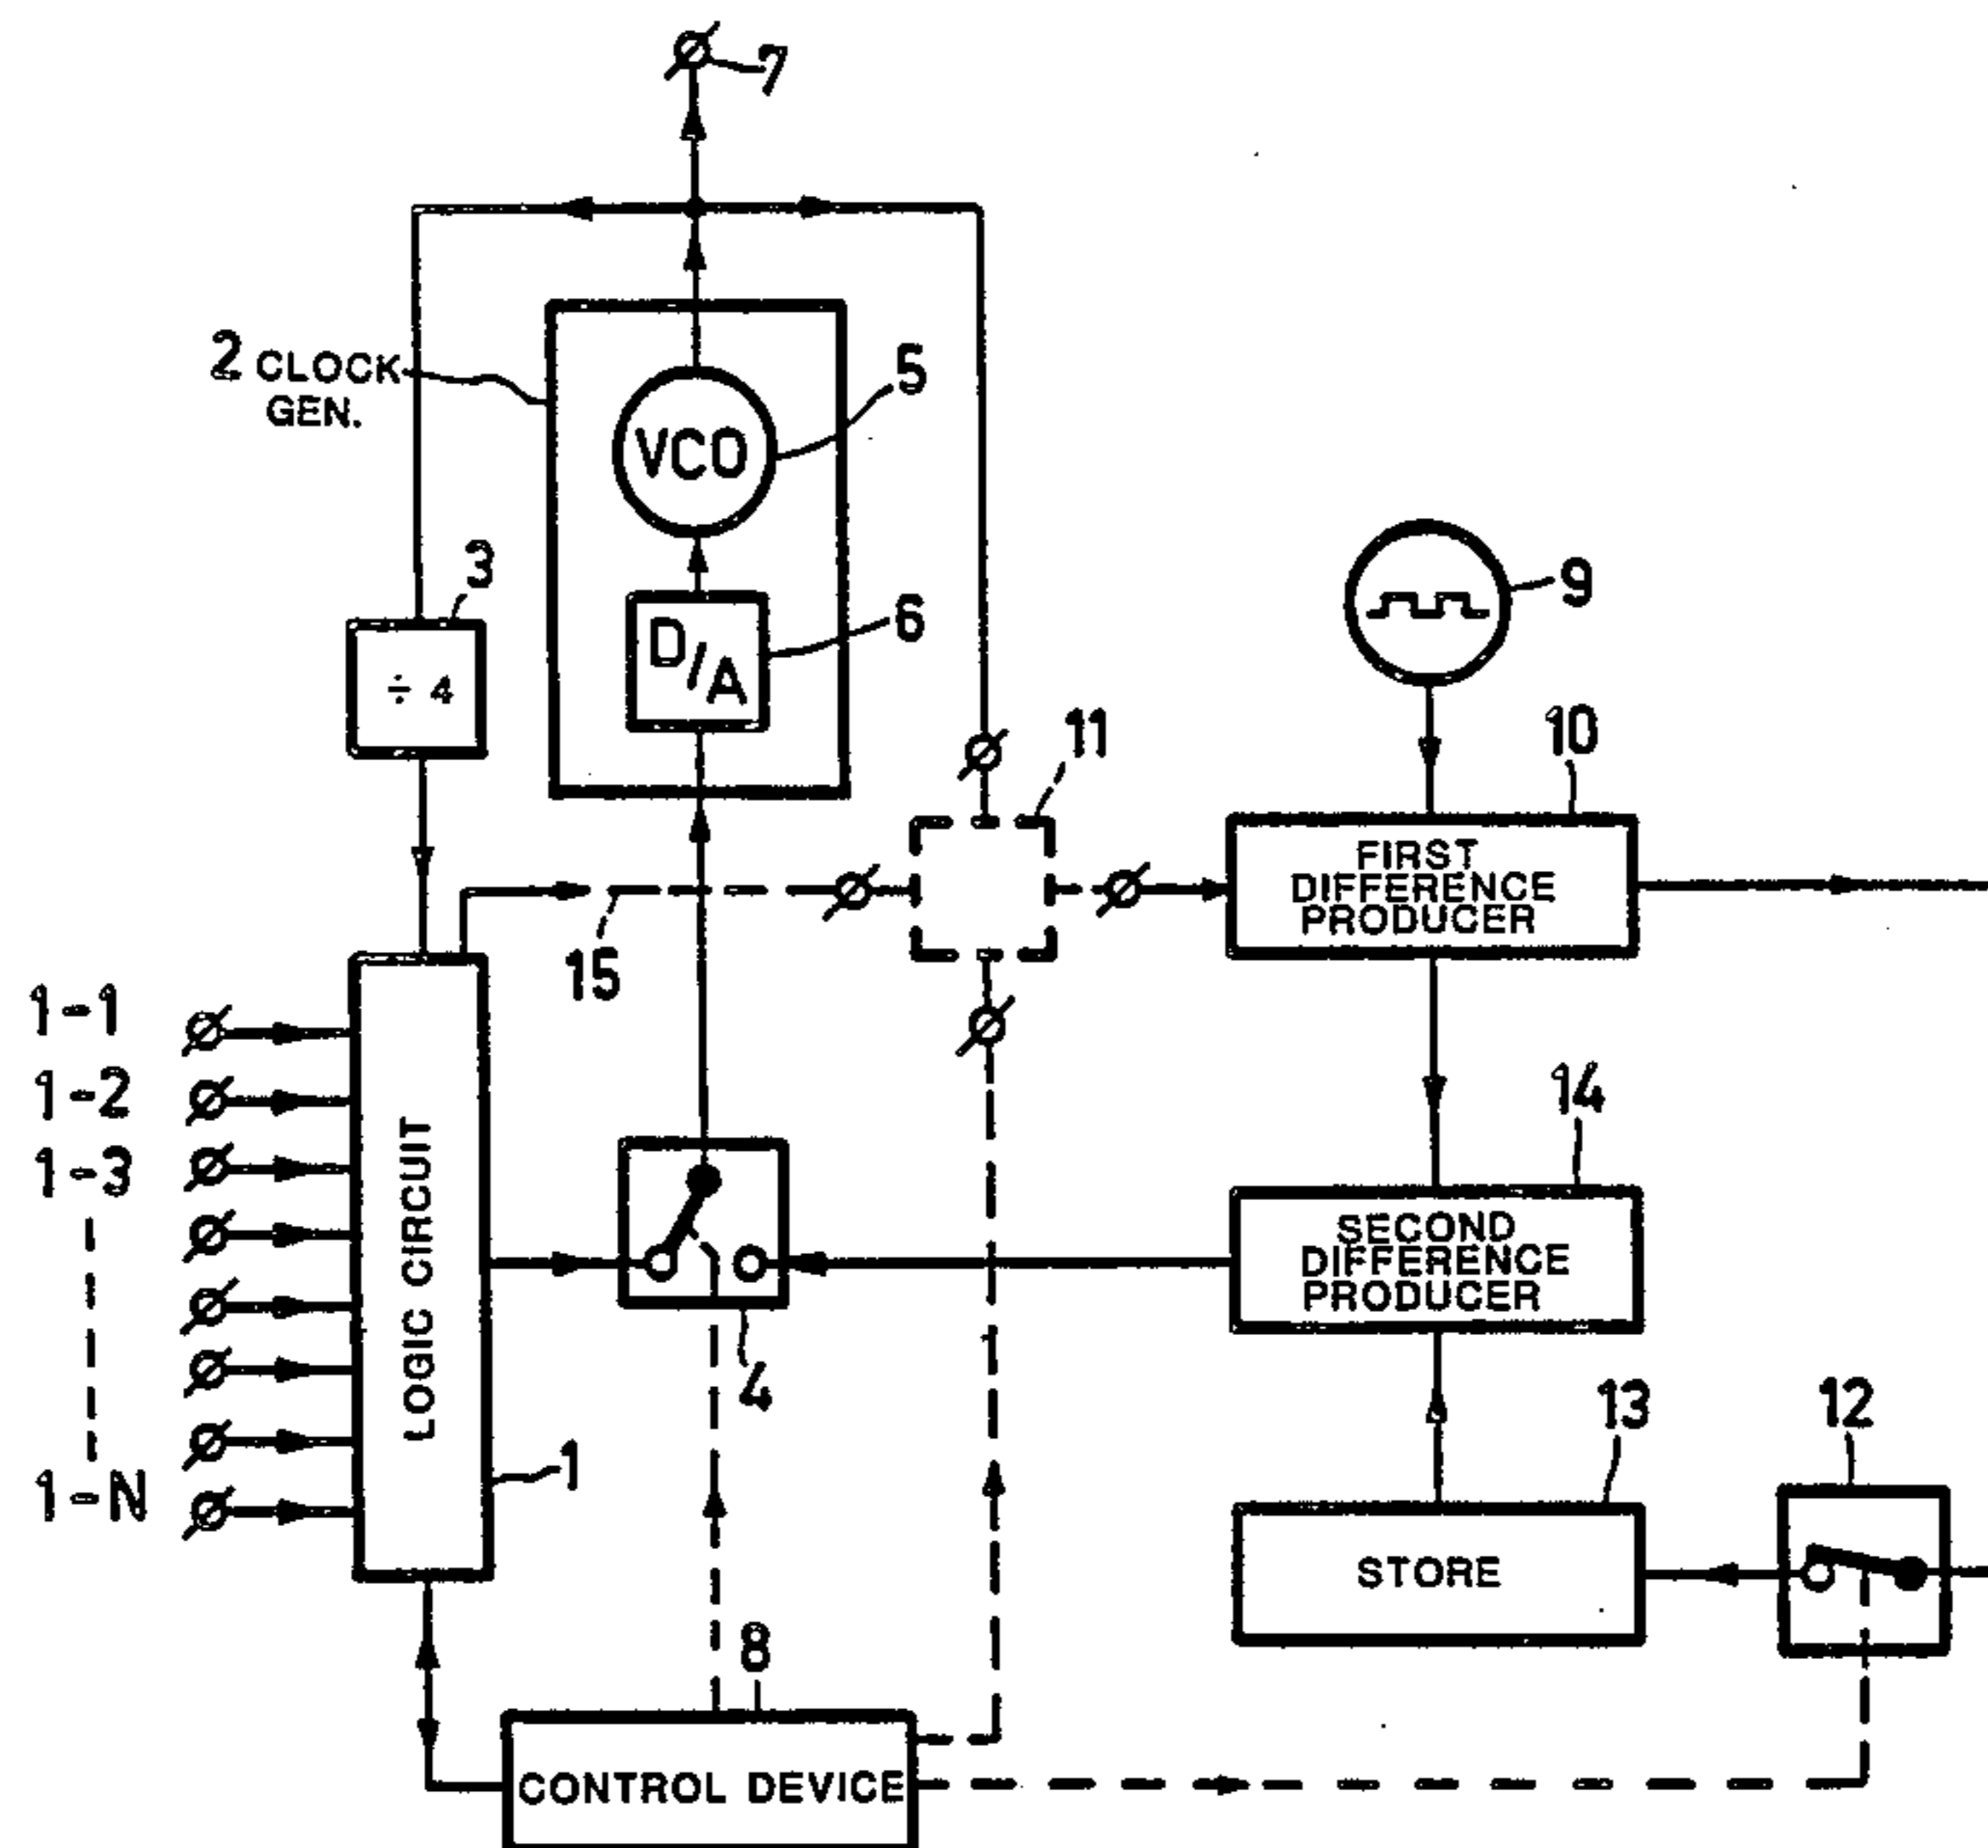 7
2 CLOCK
GEN.
5
VCO
3
9
D/A
6
÷ 4
11
10
FIRST
DIFFERENCE
PRODUCER
15
1-1
1-2
1-3
1-N
LOGIC CIRCUIT
1
4
14
SECOND
DIFFERENCE
PRODUCER
13
12
STORE
8
CONTROL DEVICE